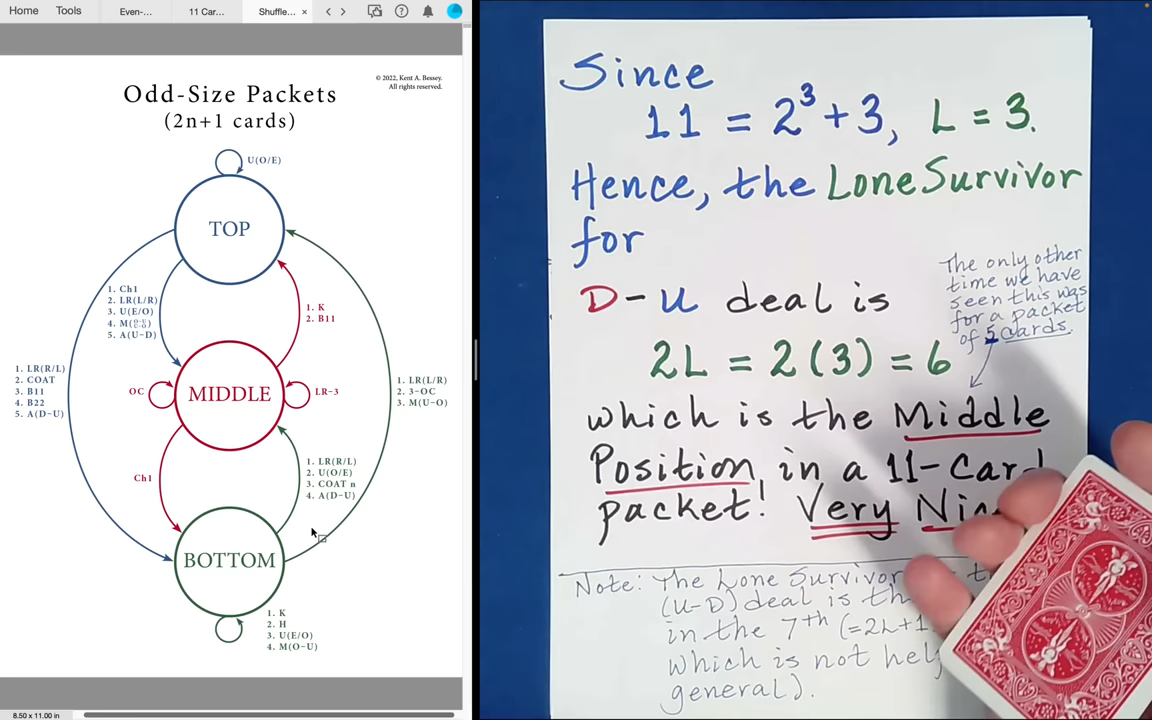 Home Tools Even-... 11 Car... Shuffle... ×
© 2022, Kent A. Bessey.
All rights reserved.
Odd-Size Packets
(2n+1 cards)
U(O/E)
TOP
1. Ch1
2. LR(L/R)
3. U(E/O)
5. A(U-D)
1. K
2. B11
1. LR(R/L)
2. COAT
3. B11
4. B22
5. A(D-U)
OC
MIDDLE
LR-3
1. LR(L/R)
2. 3-OC
3. M(U-O)
Ch1
1. LR(R/L)
2. U(O/E)
3. COAT n
4. A(D-U)
BOTTOM
1. K
2. H
3. U(E/O)
4. M(O-U)
8.50 x 11.00 in
Since
11 = 2³ + 3, L = 3.
Hence, the Lone Survivor
for
D-U deal is
2L = 2(3) = 6
The only other
time we have
seen this was
for a packet
of 5 cards.
which is the Middle
Position in a 11-Card
packet! Very
Note: The Lone Survivor
(U-D) deal is
in the 7th (=2L+1
which is not
general).